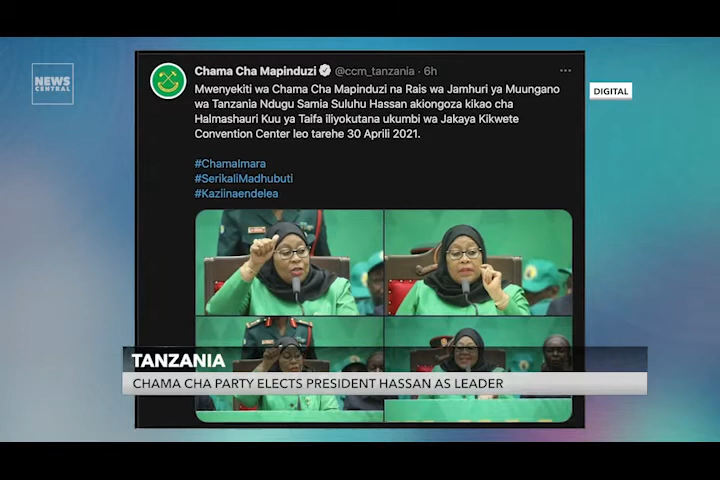 NEWS
CENTRAL
DIGITAL
Chama Cha Mapinduzi @ccm_tanzania · 6h
Mwenyekiti wa Chama Cha Mapinduzi na Rais wa Jamhuri ya Muungano
wa Tanzania Ndugu Samia Suluhu Hassan akiongoza kikao cha
Halmashauri Kuu ya Taifa iliyokutana ukumbi wa Jakaya Kikwete
Convention Center leo tarehe 30 Aprili 2021.
#ChamaImara
#SerikaliMadhubuti
#Kaziinaendelea
TANZANIA
CHAMA CHA PARTY ELECTS PRESIDENT HASSAN AS LEADER